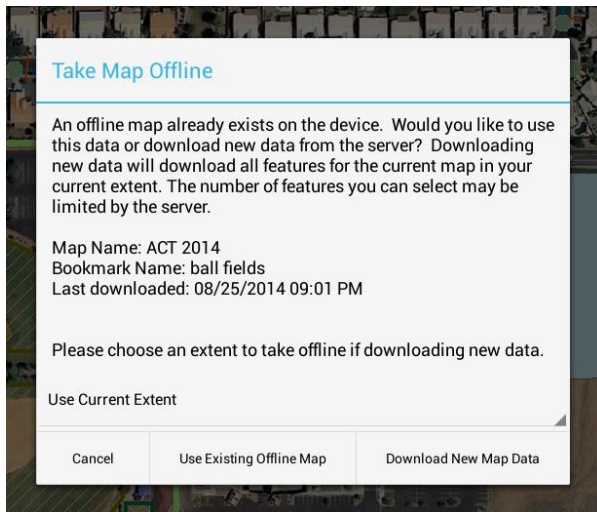 Take Map Offline
An offline map already exists on the device.  Would you like to use
this data or download new data from the server?  Downloading
new data will download all features for the current map in your
current extent. The number of features you can select may be
limited by the server.
Map Name: ACT 2014
Bookmark Name: ball fields
Last downloaded: 08/25/2014 09:01 PM
Please choose an extent to take offline if downloading new data.
Use Current Extent
Cancel
Use Existing Offline Map
Download New Map Data